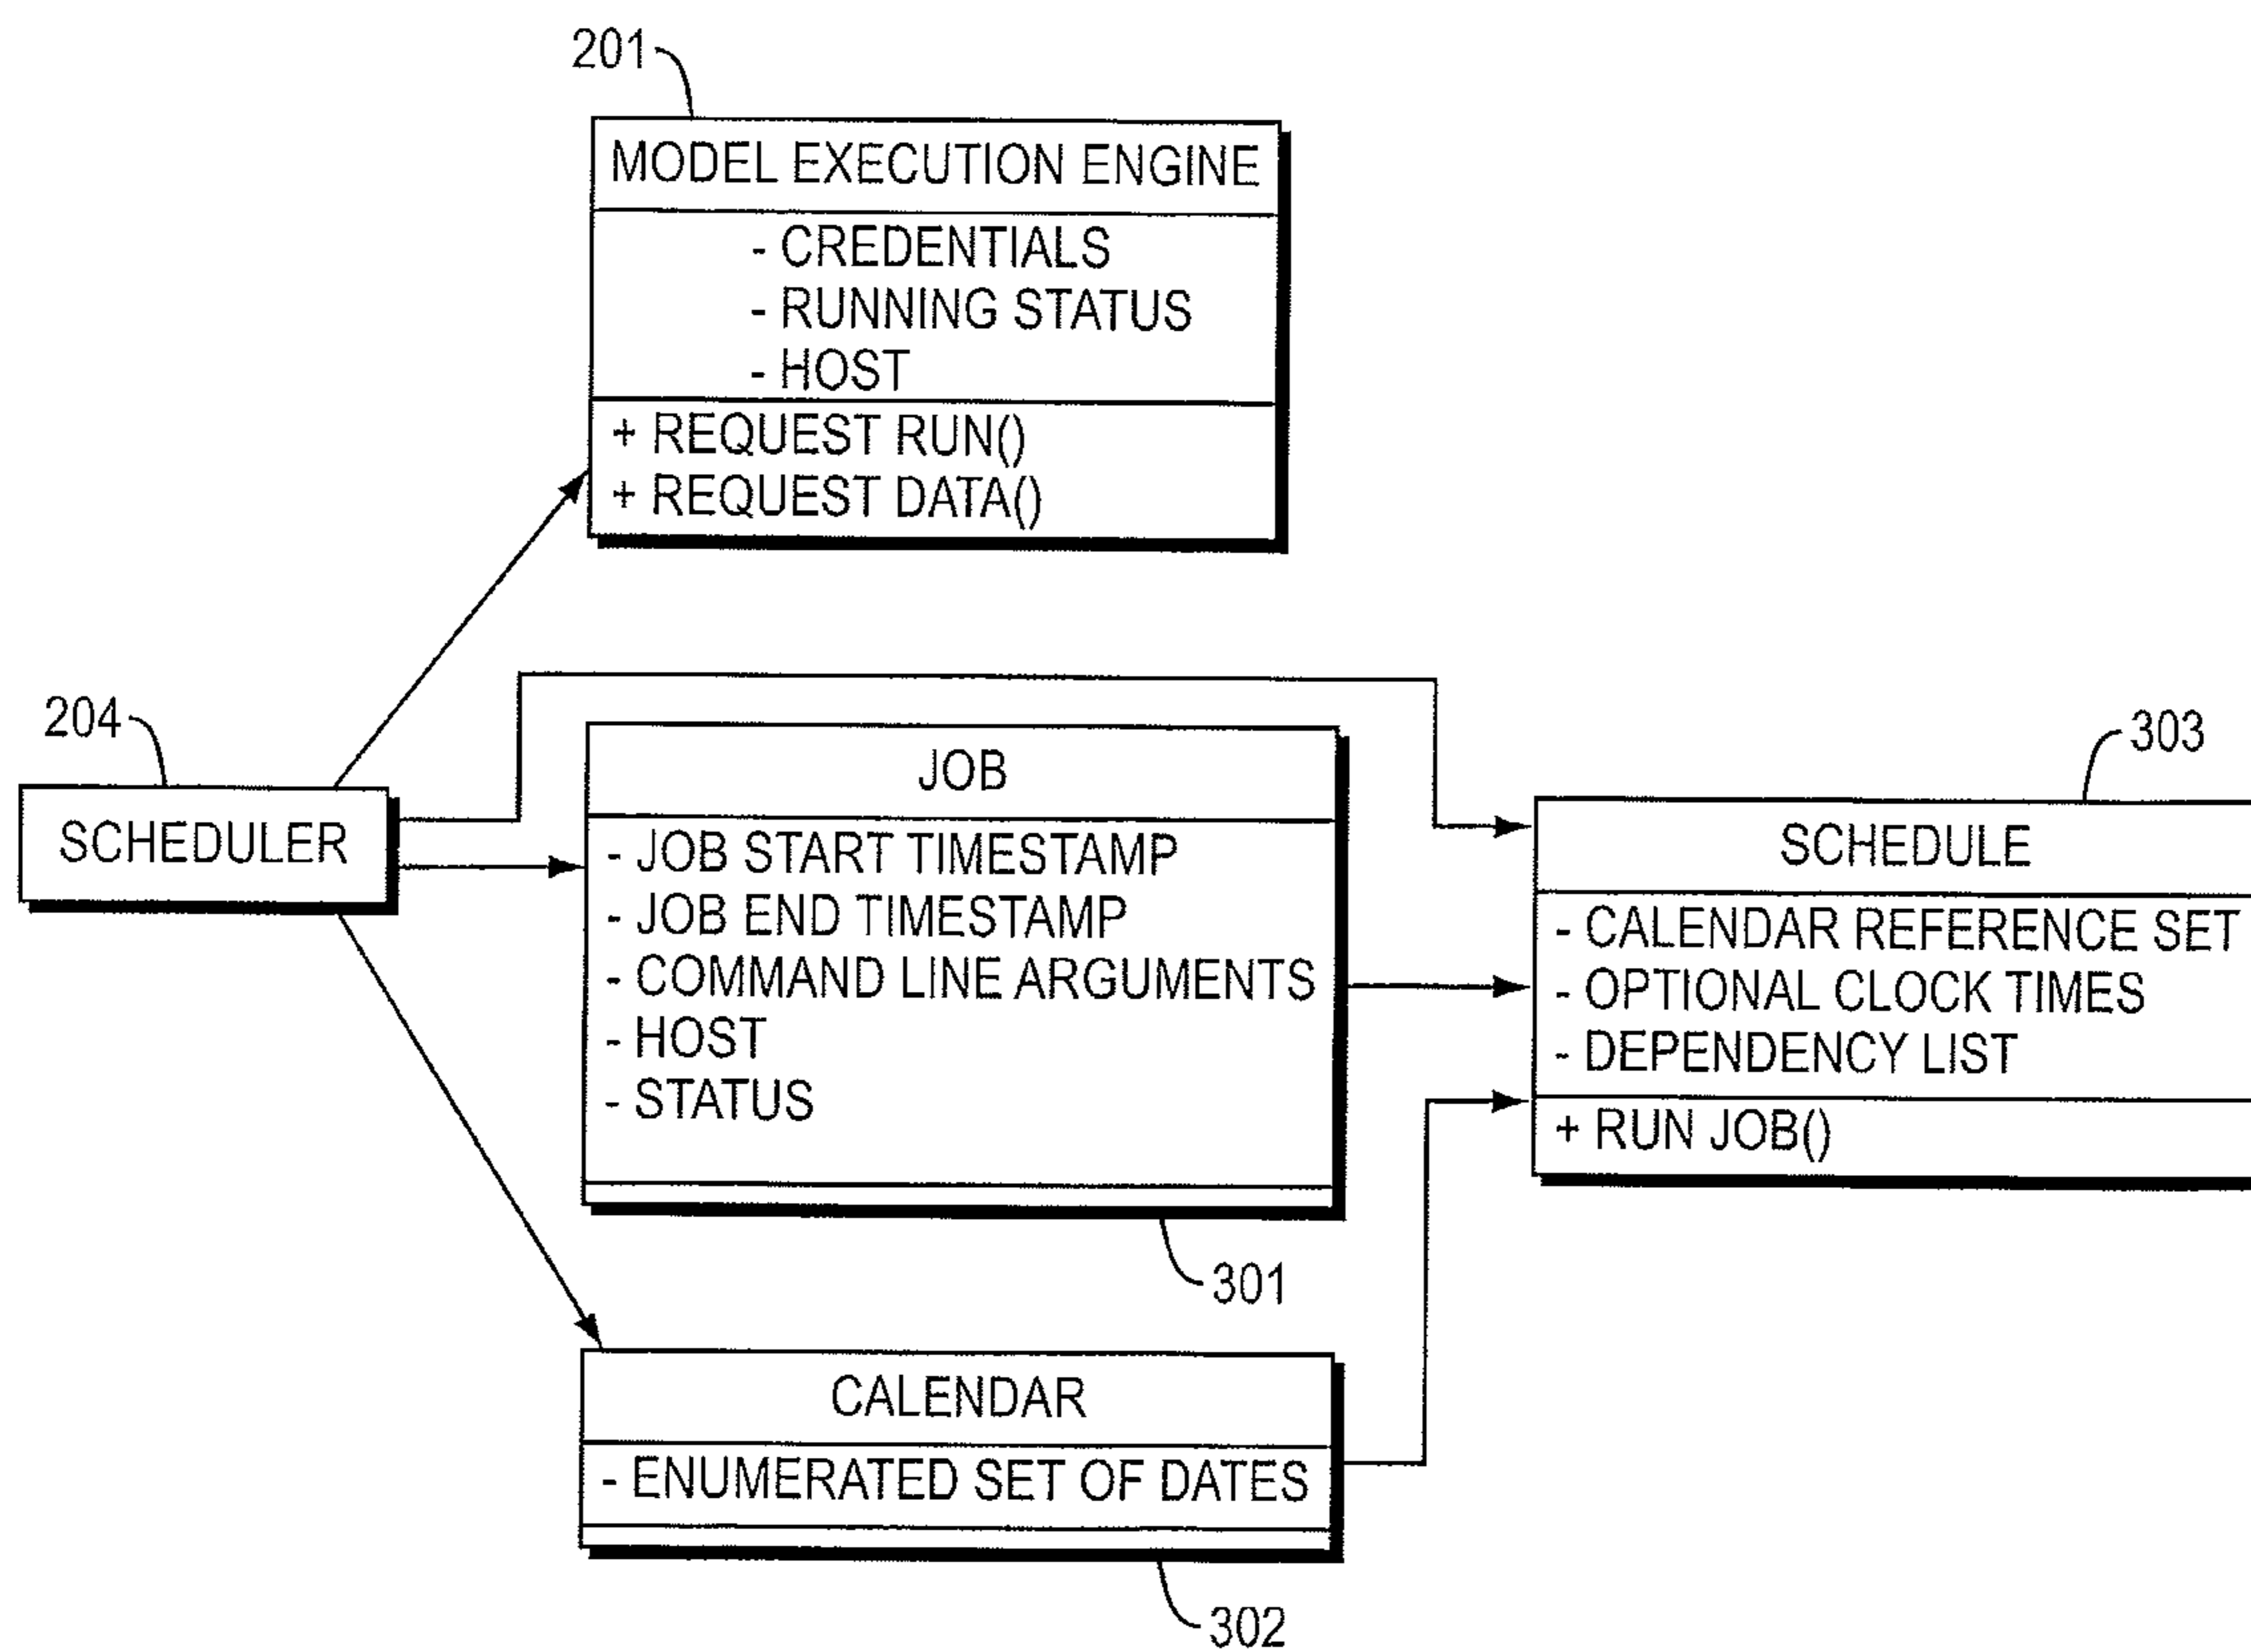 201
MODEL EXECUTION ENGINE
- CREDENTIALS
- RUNNING STATUS
- HOST
+ REQUEST RUN()
+ REQUEST DATA()
204
SCHEDULER
JOB
- JOB START TIMESTAMP
- JOB END TIMESTAMP
- COMMAND LINE ARGUMENTS
- HOST
- STATUS
301
303
SCHEDULE
- CALENDAR REFERENCE SET
- OPTIONAL CLOCK TIMES
- DEPENDENCY LIST
+ RUN JOB()
CALENDAR
- ENUMERATED SET OF DATES
302